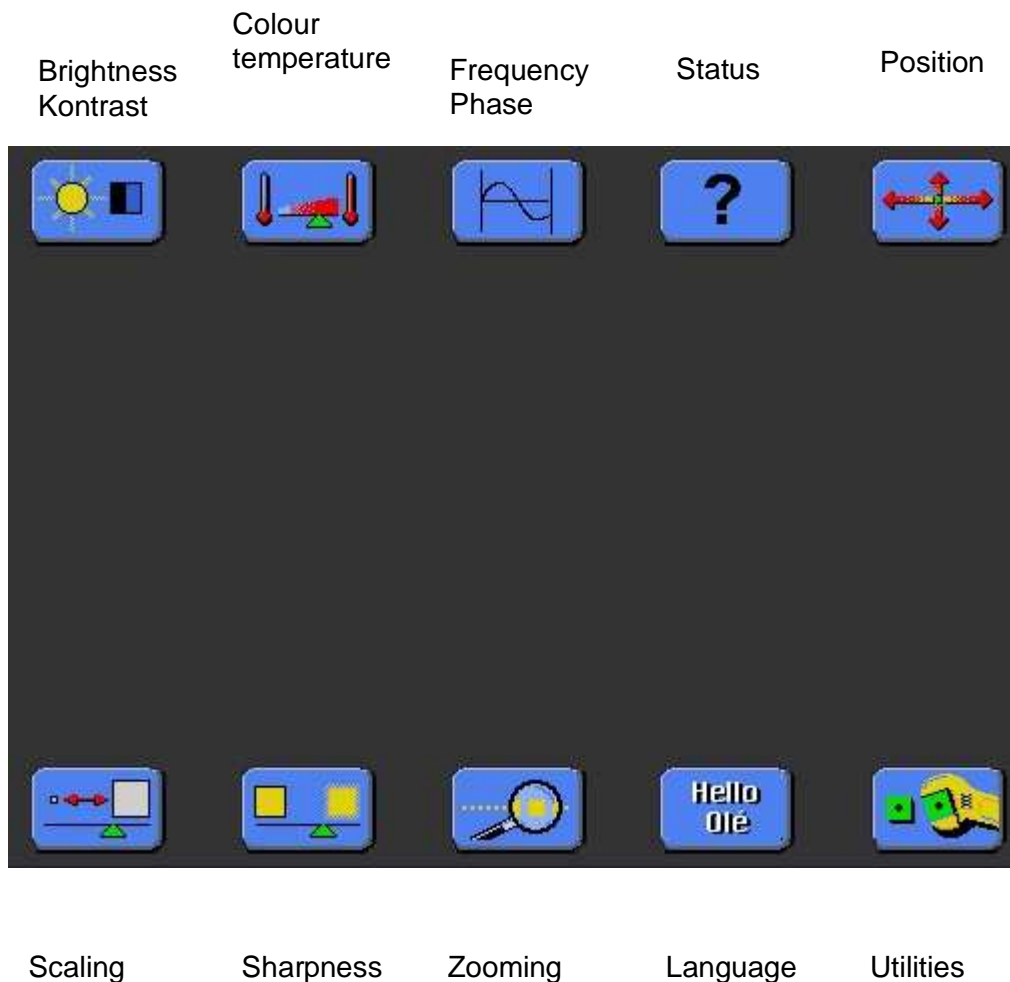 Colour
temperature
Brightness
Kontrast
Frequency
Phase
Status
Position
?
Hello
Olé
Scaling
Sharpness
Zooming
Language
Utilities